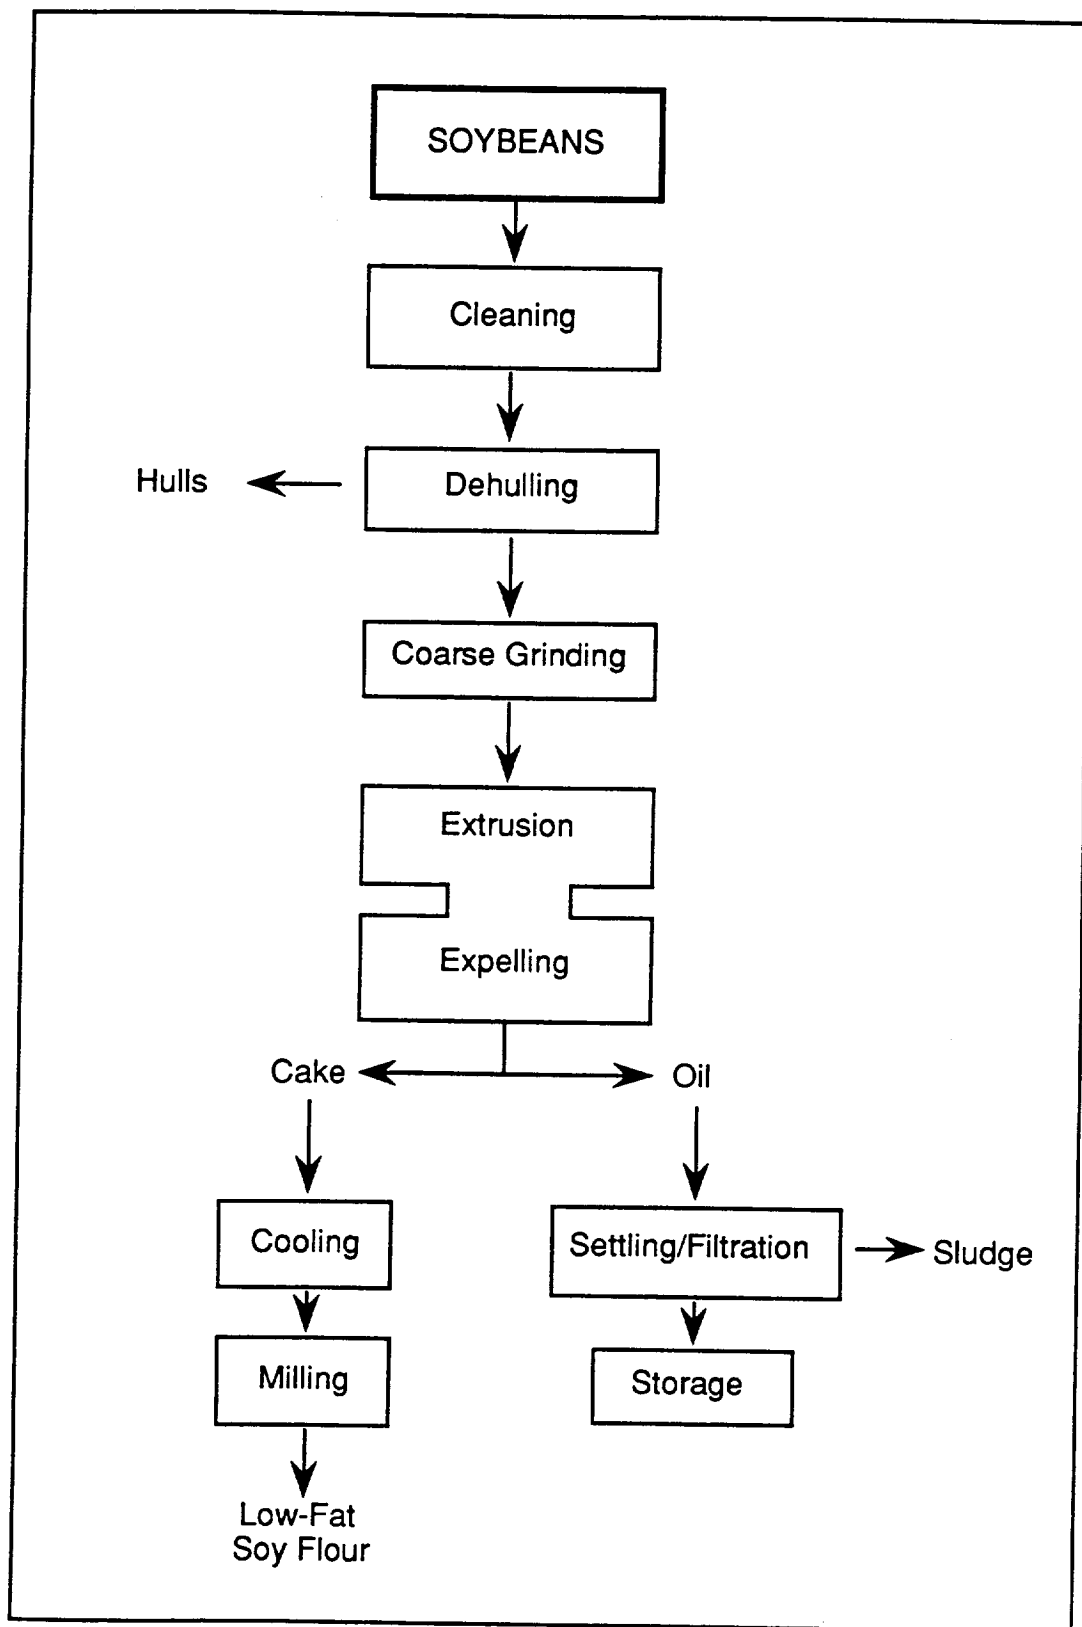 SOYBEANS
Cleaning
Hulls
Dehulling
Coarse Grinding
Extrusion
Expelling
Cake
Oil
Cooling
Settling/Filtration
Sludge
Milling
Storage
Low-Fat
Soy Flour